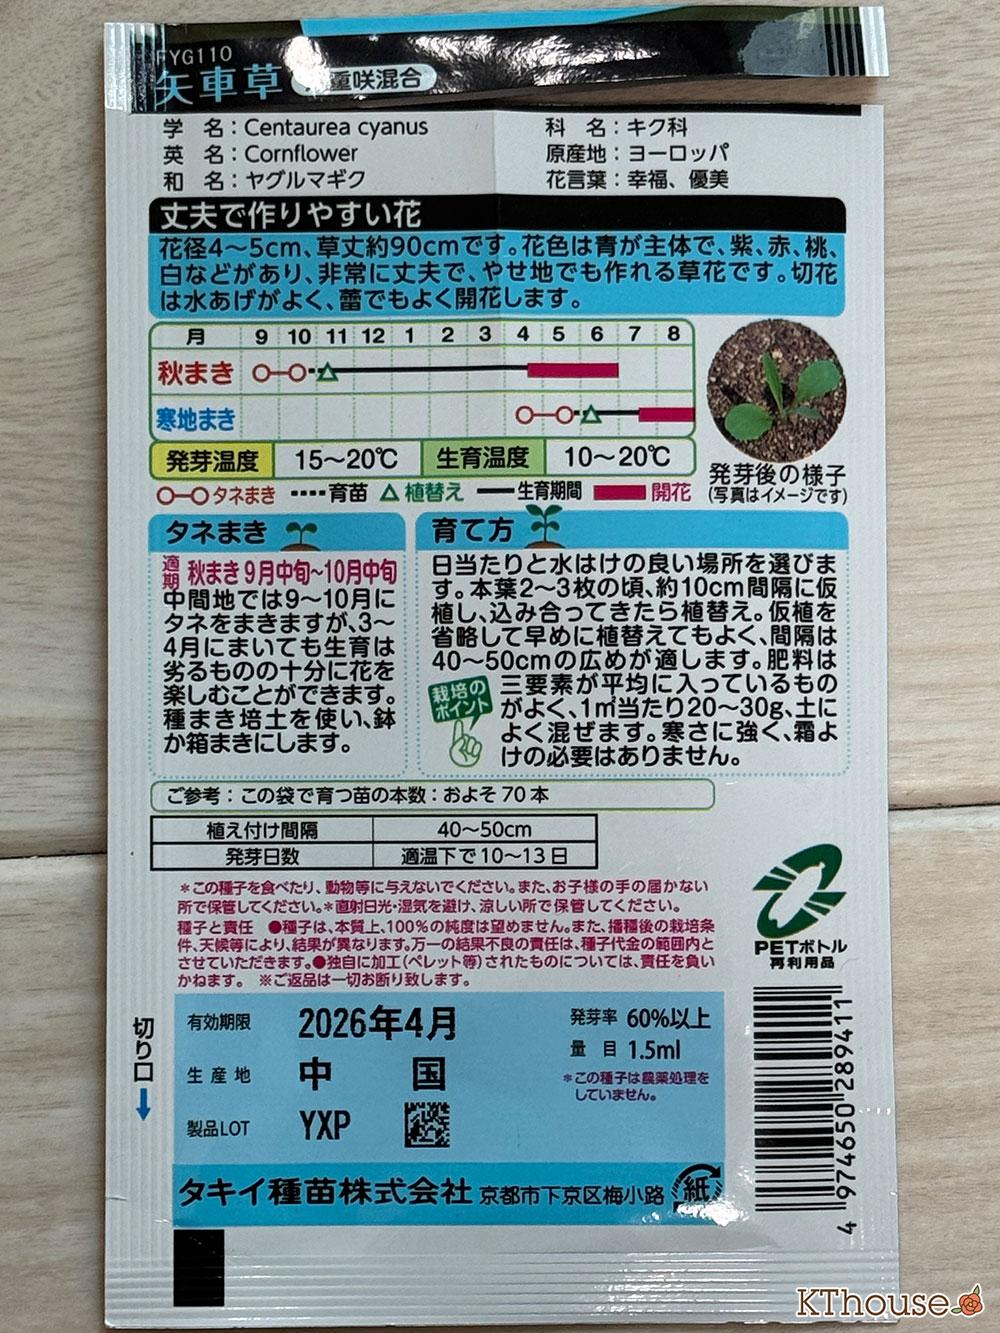 FYG110
矢車草
重咲混合
学　名：Centaurea cyanus
英　名：Cornflower
和　名：ヤグルマギク
科　名：キク科
原産地：ヨーロッパ
花言葉：幸福、優美
丈夫で作りやすい花
花径4〜5cm、草丈約90cmです。花色は青が主体で、紫、赤、桃、
白などがあり、非常に丈夫で、やせ地でも作れる草花です。切花
は水あげがよく、蕾でもよく開花します。
月 9 10 11 12 1 2 3 4 5 6 7 8
秋まき
寒地まき
発芽温度 15〜20℃ 生育温度 10〜20℃
タネまき 育苗 植替え 生育期間 開花
発芽後の様子
(写真はイメージです)
タネまき
適期 秋まき 9月中旬〜10月中旬
中間地では9〜10月に
タネをまきますが、3〜
4月にまいても生育は
劣るものの十分に花を
楽しむことができます。
種まき培土を使い、鉢
か箱まきにします。
育て方
日当たりと水はけの良い場所を選びま
す。本葉2〜3枚の頃、約10cm間隔に仮
植し、込み合ってきたら植替え。仮植を
省略して早めに植替えてもよく、間隔は
40〜50cmの広めが適します。肥料は
三要素が平均に入っているもの
がよく、1㎡当たり20〜30g、土に
よく混ぜます。寒さに強く、霜よ
けの必要はありません。
栽培の
ポイント
ご参考：この袋で育つ苗の本数：およそ70本
植え付け間隔 40〜50cm
発芽日数 適温下で10〜13日
＊この種子を食べたり、動物等に与えないでください。また、お子様の手の届かない
所で保管してください。＊直射日光・湿気を避け、涼しい所で保管してください。
種子と責任　●種子は、本質上、100％の純度は望めません。また、播種後の栽培条
件、天候等により、結果が異なります。万一の結果不良の責任は、種子代金の範囲内と
させていただきます。●独自に加工(ペレット等)されたものについては、責任を負い
かねます。　※ご返品は一切お断り致します。
PETボトル
再利用品
切り口
有効期限 2026年4月
生産地 中　国
製品LOT YXP
発芽率 60%以上
量　目 1.5ml
＊この種子は農薬処理を
していません。
タキイ種苗株式会社 京都市下京区梅小路
紙
4 974650 289411
KThouse